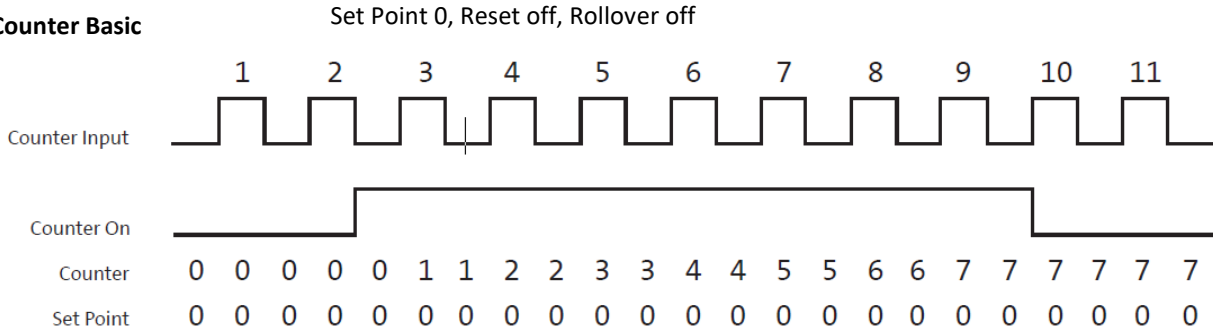 Set Point 0, Reset off, Rollover off
Counter Basic
1 2 3 4 5 6 7 8 9 10 11
Counter Input
Counter On
Counter 0 0 0 0 0 1 1 2 2 3 3 4 4 5 5 6 6 7 7 7 7 7 7
Set Point 0 0 0 0 0 0 0 0 0 0 0 0 0 0 0 0 0 0 0 0 0 0 0